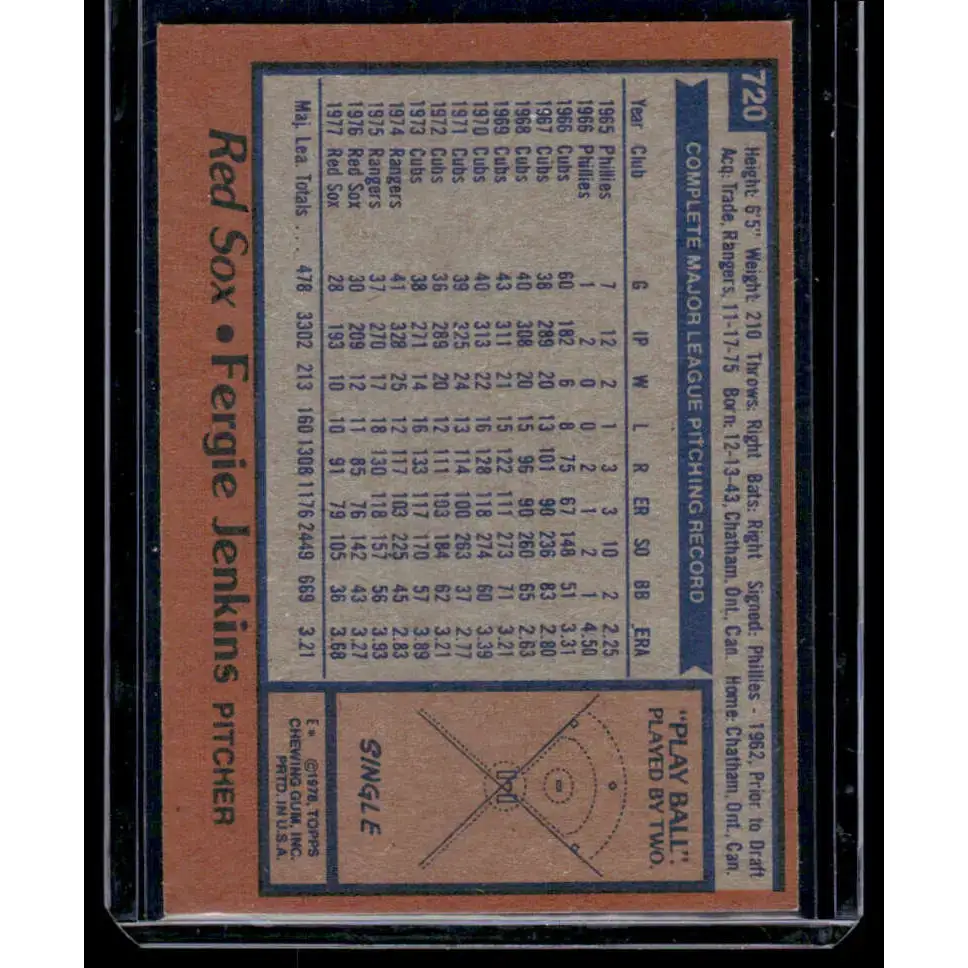 720
Height: 6'5" Weight: 210 Throws: Right Bats: Right Signed: Phillies - 1962, Prior to Draft
Acq: Trade, Rangers, 11-17-75 Born: 12-13-43, Chatham, Ont., Can. Home: Chatham, Ont., Can.
COMPLETE MAJOR LEAGUE PITCHING RECORD
Year Club G IP W L R ER SO BB ERA
1965 Phillies 7 12 2 1 3 3 10 2 2.25
1966 Phillies 1 2 0 0 2 1 2 1 4.50
1966 Cubs 60 182 6 8 75 67 148 51 3.31
1967 Cubs 38 289 20 13 101 90 236 83 2.80
1968 Cubs 40 308 20 15 96 90 260 65 2.63
1969 Cubs 43 311 21 15 122 111 273 71 3.21
1970 Cubs 40 313 22 16 128 118 274 60 3.39
1971 Cubs 39 325 24 13 114 100 263 37 2.77
1972 Cubs 36 289 20 12 111 103 184 62 3.21
1973 Cubs 38 271 14 16 133 117 170 57 3.89
1974 Rangers 41 328 25 12 117 103 225 45 2.83
1975 Rangers 37 270 17 18 130 118 157 56 3.93
1976 Red Sox 30 209 12 11 85 76 142 43 3.27
1977 Red Sox 28 193 10 10 91 79 105 36 3.68
Maj. Lea. Totals ... 478 3302 213 160 1308 1176 2449 669 3.21
"PLAY BALL"
PLAYED BY TWO.
SINGLE
E* ©1978, TOPPS
CHEWING GUM, INC.
PRTD. IN U.S.A.
Red Sox • Fergie Jenkins PITCHER